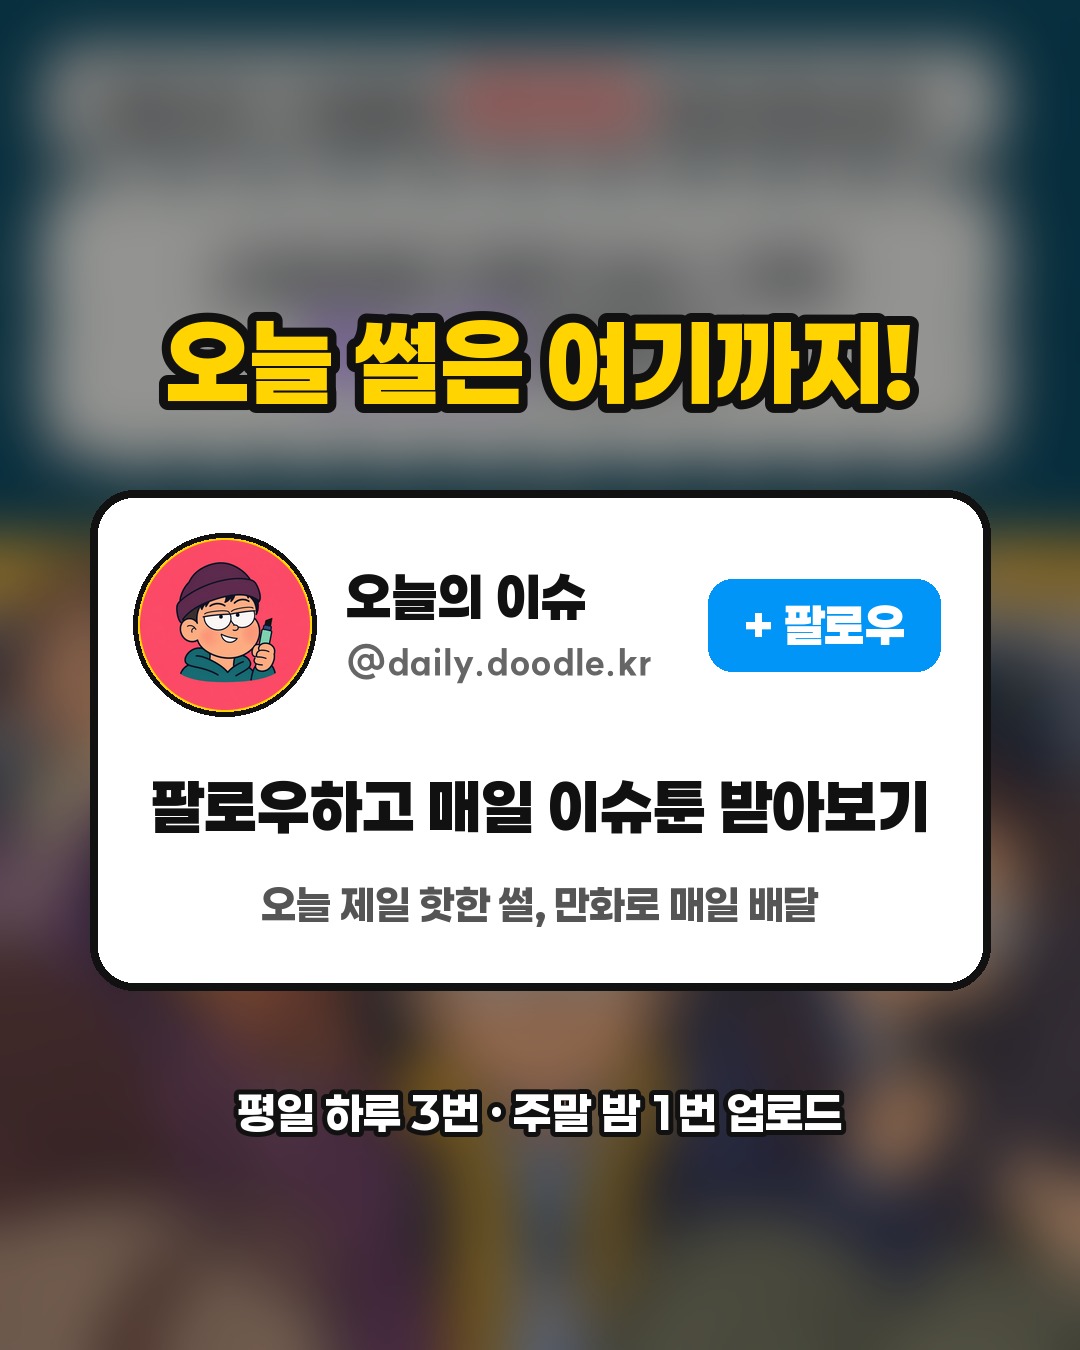 오늘 썰은 여기까지!
오늘의 이슈
@daily.doodle.kr
+ 팔로우
팔로우하고 매일 이슈툰 받아보기
오늘 제일 핫한 썰, 만화로 매일 배달
평일 하루 3번 · 주말 밤 1번 업로드